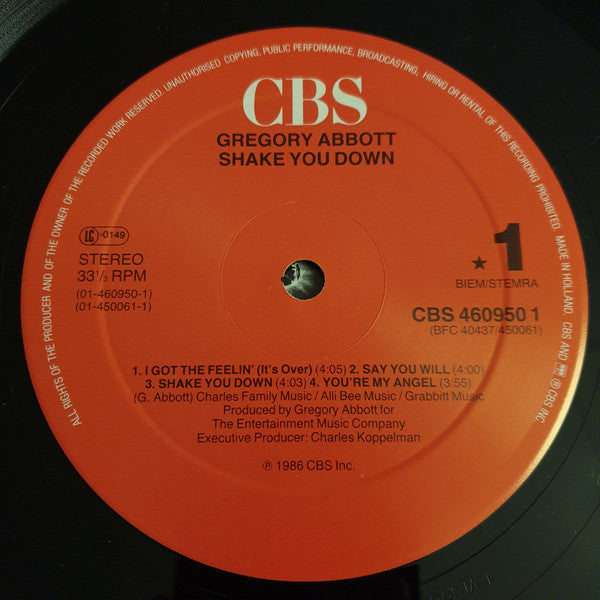 ALL RIGHTS OF THE PRODUCER AND OF THE OWNER OF THE RECORDED WORK RESERVED. UNAUTHORISED COPYING, PUBLIC PERFORMANCE, BROADCASTING, HIRING OR RENTAL OF THIS RECORDING PROHIBITED. MADE IN HOLLAND. CBS AND ℗ CBS INC.
CBS
GREGORY ABBOTT
SHAKE YOU DOWN
LC-0149
STEREO
33⅓ RPM
(01-460950-1)
(01-450061-1)
★ 1
BIEM/STEMRA
CBS 460950 1
(BFC 40437/450061)
1. I GOT THE FEELIN' (It's Over) (4:05) 2. SAY YOU WILL (4:00)
3. SHAKE YOU DOWN (4:03) 4. YOU'RE MY ANGEL (3:55)
(G. Abbott) Charles Family Music / Alli Bee Music / Grabbitt Music
Produced by Gregory Abbott for
The Entertainment Music Company
Executive Producer: Charles Koppelman
℗ 1986 CBS Inc.